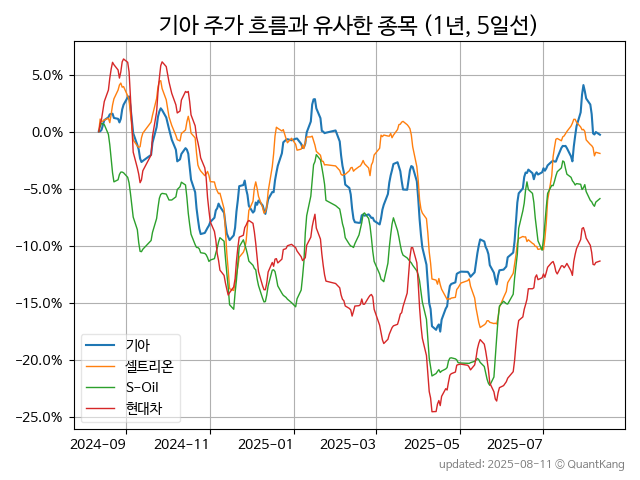 기아 주가 흐름과 유사한 종목 (1년, 5일선)
5.0%
0.0%
−5.0%
−10.0%
−15.0%
−20.0%
−25.0%
기아
셀트리온
S-Oil
현대차
2024-09 2024-11 2025-01 2025-03 2025-05 2025-07
updated: 2025-08-11 © QuantKang